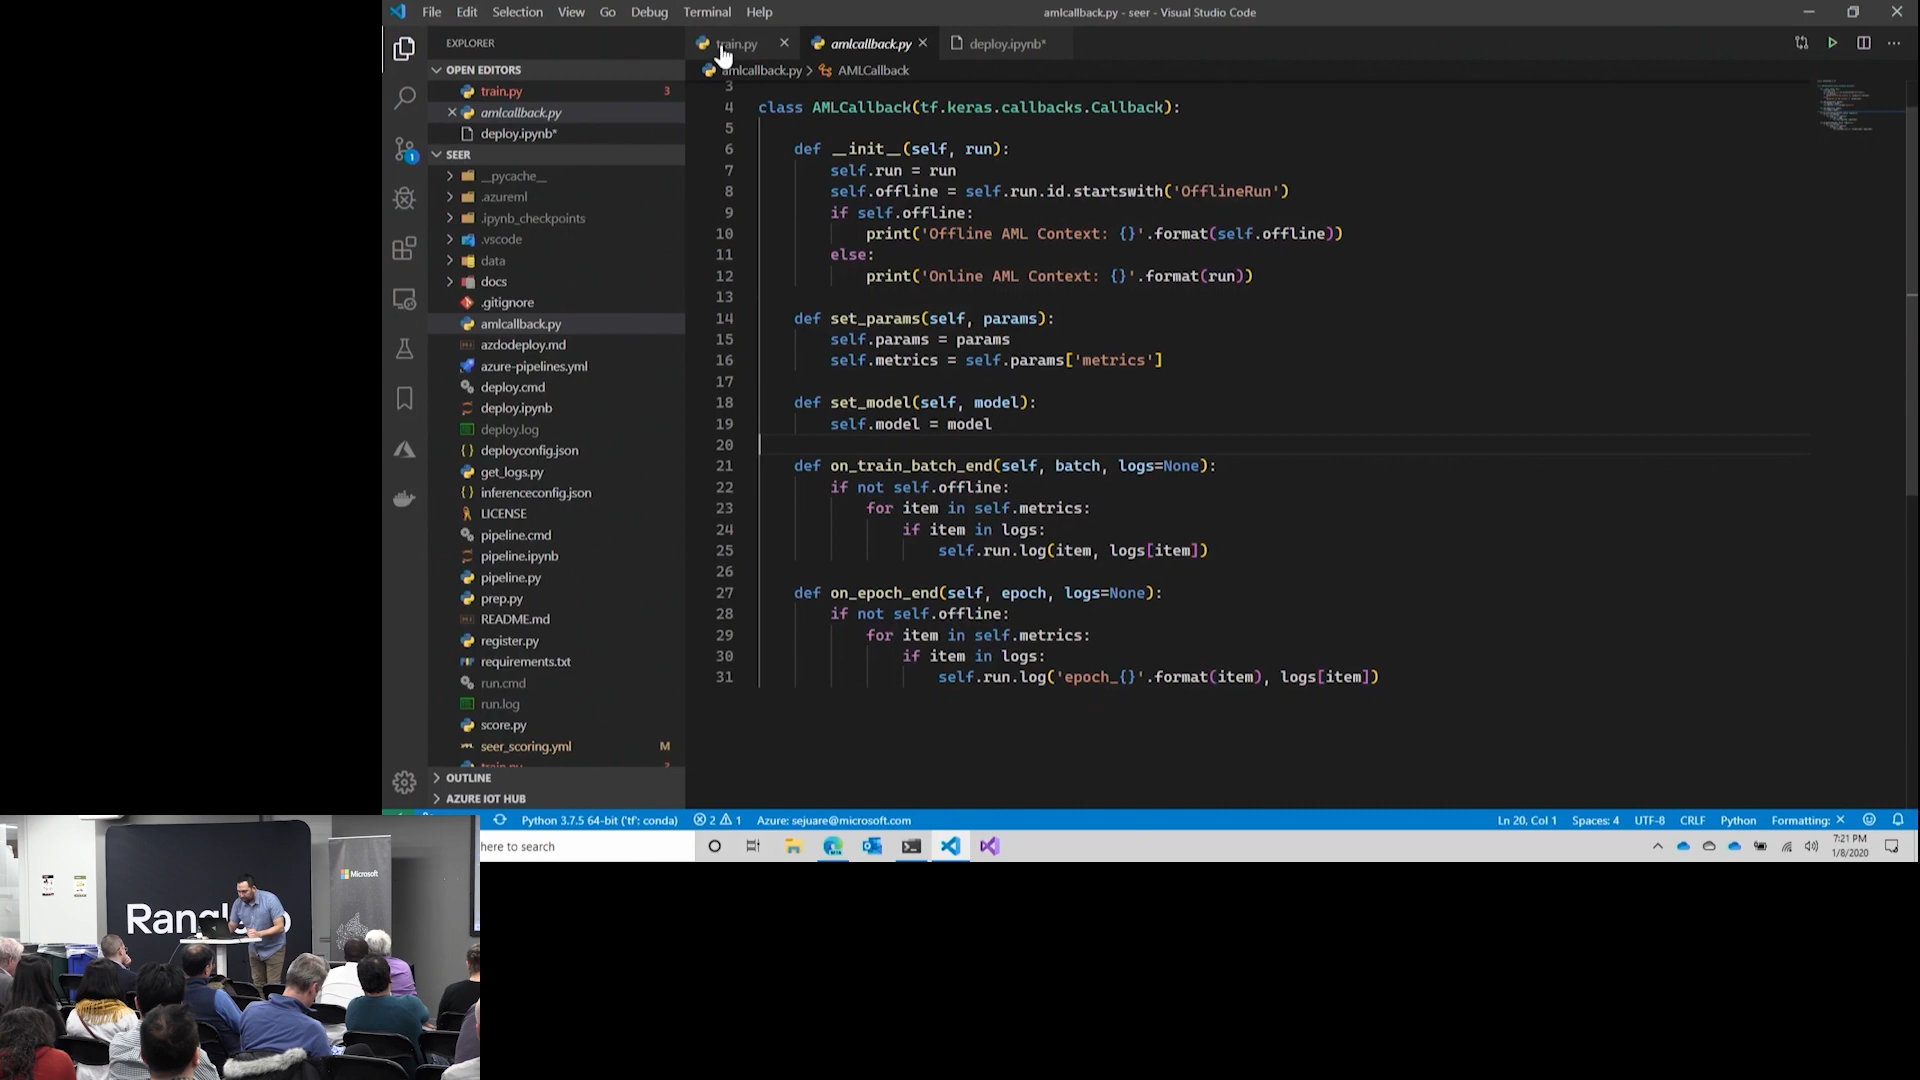 File Edit Selection View Go Debug Terminal Help
amlcallback.py - seer - Visual Studio Code
EXPLORER
train.py
amlcallback.py
deploy.ipynb*
OPEN EDITORS
amlcallback.py > AMLCallback
train.py 3
amlcallback.py
deploy.ipynb*
SEER
__pycache__
.azureml
.ipynb_checkpoints
.vscode
data
docs
.gitignore
amlcallback.py
azdodeploy.md
azure-pipelines.yml
deploy.cmd
deploy.ipynb
deploy.log
deployconfig.json
get_logs.py
inferenceconfig.json
LICENSE
pipeline.cmd
pipeline.ipynb
pipeline.py
prep.py
README.md
register.py
requirements.txt
run.cmd
run.log
score.py
seer_scoring.yml M
OUTLINE
AZURE IOT HUB
3
4 class AMLCallback(tf.keras.callbacks.Callback):
5
6 def __init__(self, run):
7 self.run = run
8 self.offline = self.run.id.startswith('OfflineRun')
9 if self.offline:
10 print('Offline AML Context: {}'.format(self.offline))
11 else:
12 print('Online AML Context: {}'.format(run))
13
14 def set_params(self, params):
15 self.params = params
16 self.metrics = self.params['metrics']
17
18 def set_model(self, model):
19 self.model = model
20
21 def on_train_batch_end(self, batch, logs=None):
22 if not self.offline:
23 for item in self.metrics:
24 if item in logs:
25 self.run.log(item, logs[item])
26
27 def on_epoch_end(self, epoch, logs=None):
28 if not self.offline:
29 for item in self.metrics:
30 if item in logs:
31 self.run.log('epoch_{}'.format(item), logs[item])
Python 3.7.5 64-bit ('tf': conda) 2 1 Azure: sejuare@microsoft.com
Ln 20, Col 1 Spaces: 4 UTF-8 CRLF Python Formatting: ×
here to search
7:21 PM
1/8/2020
Microsoft